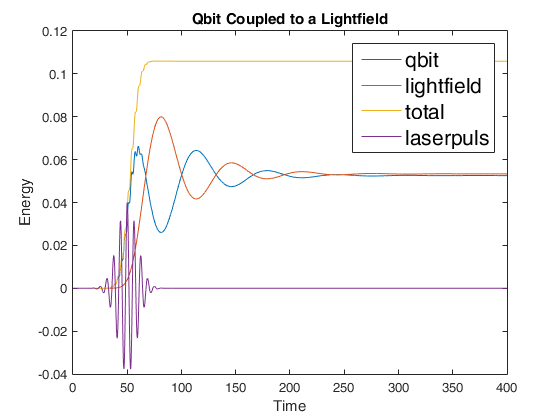 Qbit Coupled to a Lightfield
0.12
0.1
0.08
0.06
0.04
0.02
0
-0.02
-0.04
Energy
qbit
lightfield
total
laserpuls
0 50 100 150 200 250 300 350 400
Time